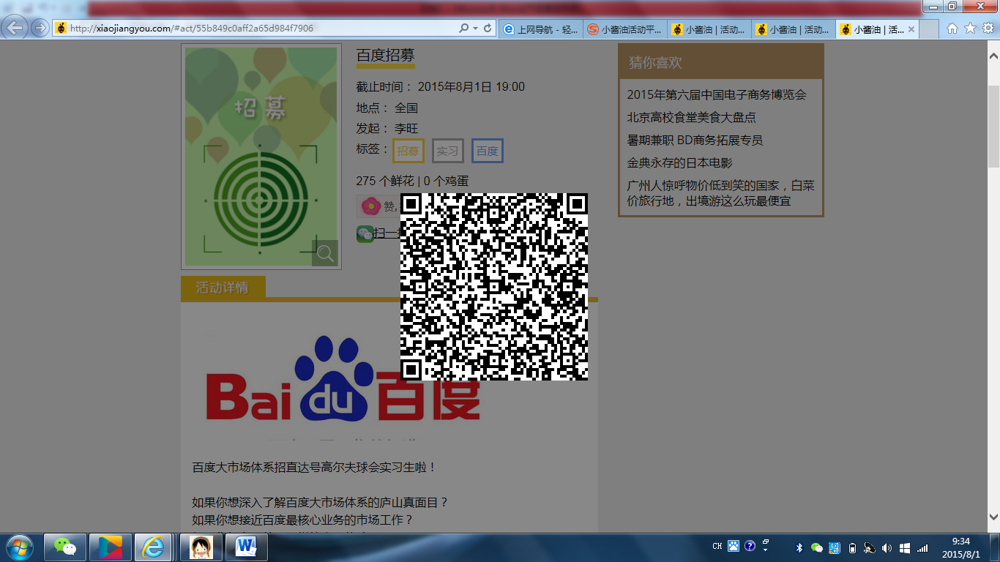 http://xiaojiangyou.com/#act/55b849c0aff2a65d984f7906
上网导航 - 轻...
小酱油活动平...
小酱油 | 活动...
小酱油 | 活动...
小酱油 | 活...
招募
百度招募
截止时间： 2015年8月1日 19:00
地点： 全国
发起： 李旺
标签： 招募 实习 百度
275 个鲜花 | 0 个鸡蛋
赞,
扫一
猜你喜欢
2015年第六届中国电子商务博览会
北京高校食堂美食大盘点
暑期兼职 BD商务拓展专员
金典永存的日本电影
广州人惊呼物价低到笑的国家，白菜
价旅行地，出境游这么玩最便宜
活动详情
Bai du 百度
百度大市场体系招直达号高尔夫球会实习生啦！
如果你想深入了解百度大市场体系的庐山真面目？
如果你想接近百度最核心业务的市场工作？
CH
9:34
2015/8/1